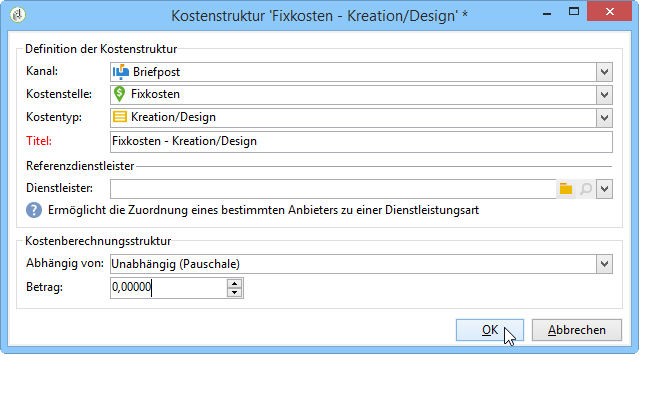 Kostenstruktur 'Fixkosten - Kreation/Design' *
Definition der Kostenstruktur
Kanal: Briefpost
Kostenstelle: Fixkosten
Kostentyp: Kreation/Design
Titel: Fixkosten - Kreation/Design
Referenzdienstleister
Dienstleister:
Ermöglicht die Zuordnung eines bestimmten Anbieters zu einer Dienstleistungsart
Kostenberechnungsstruktur
Abhängig von: Unabhängig (Pauschale)
Betrag: 0,00000
OK Abbrechen